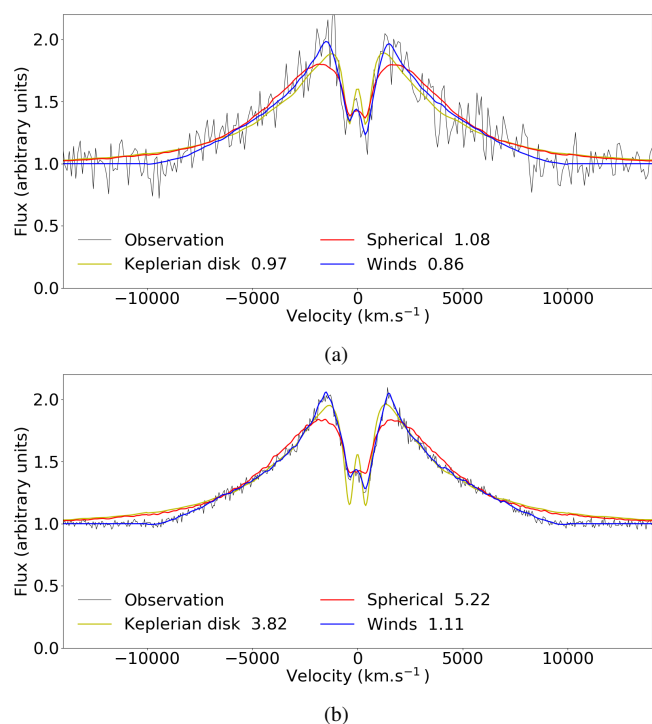 2.0
1.5
1.0
0.5
0.0
Flux (arbitrary units)
Observation
Spherical 1.08
Keplerian disk 0.97
Winds 0.86
−10000 −5000 0 5000 10000
Velocity (km.s⁻¹ )
(a)
2.0
1.5
1.0
0.5
0.0
Flux (arbitrary units)
Observation
Spherical 5.22
Keplerian disk 3.82
Winds 1.11
−10000 −5000 0 5000 10000
Velocity (km.s⁻¹ )
(b)